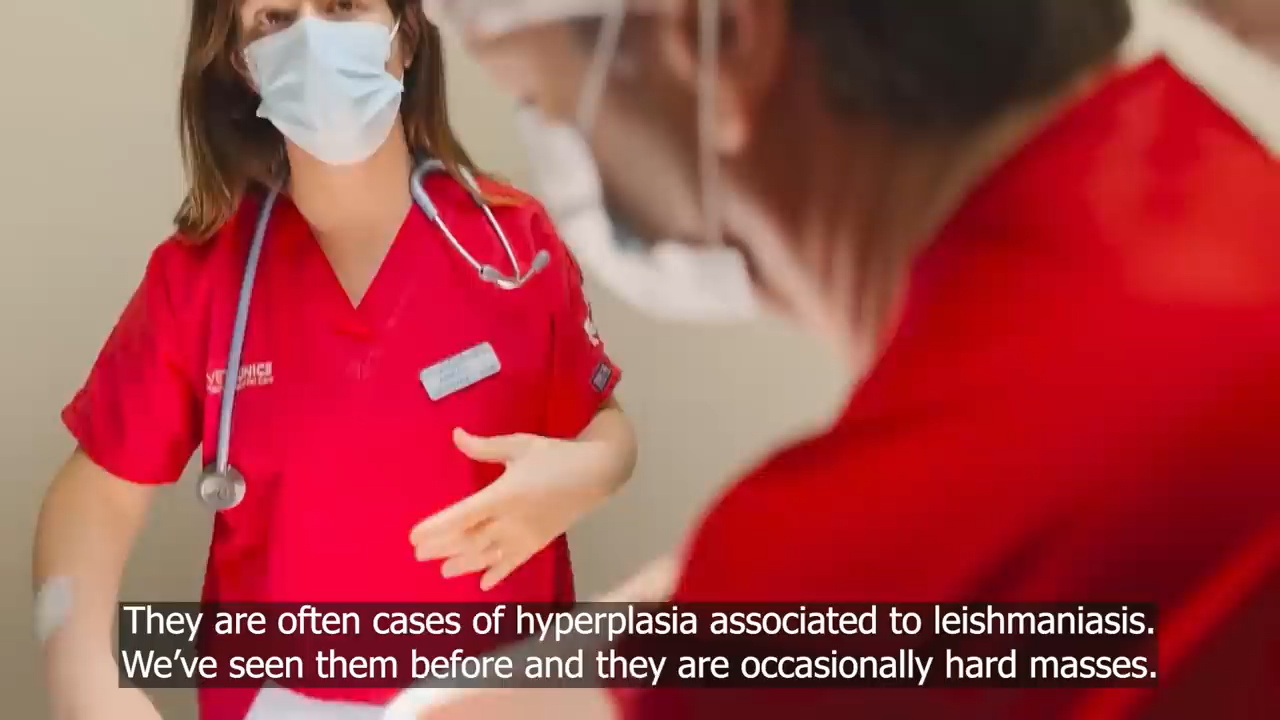 They are often cases of hyperplasia associated to leishmaniasis.
We've seen them before and they are occasionally hard masses.